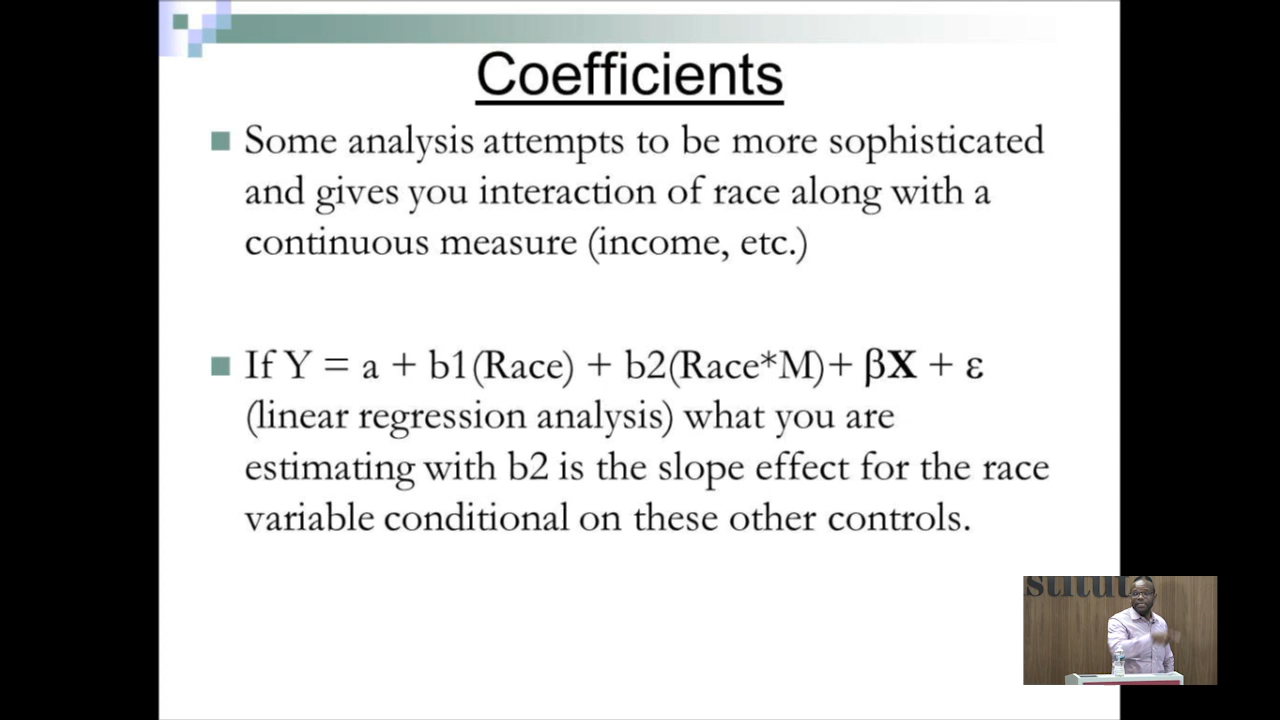 Coefficients
Some analysis attempts to be more sophisticated
and gives you interaction of race along with a
continuous measure (income, etc.)
If Y = a + b1(Race) + b2(Race*M)+ βX + ε
(linear regression analysis) what you are
estimating with b2 is the slope effect for the race
variable conditional on these other controls.
stitut